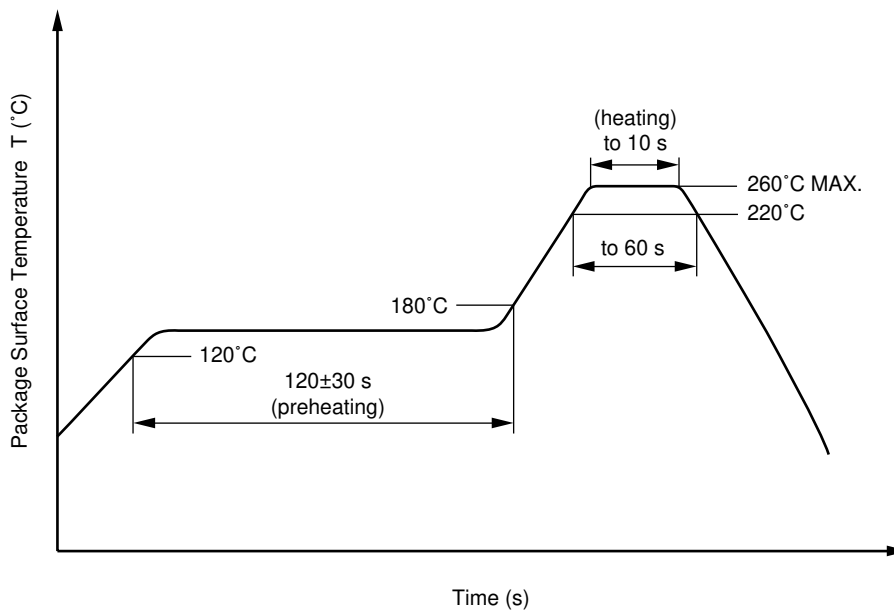 Package Surface Temperature T (˚C)
(heating)
to 10 s
260˚C MAX.
220˚C
to 60 s
180˚C
120˚C
120±30 s
(preheating)
Time (s)